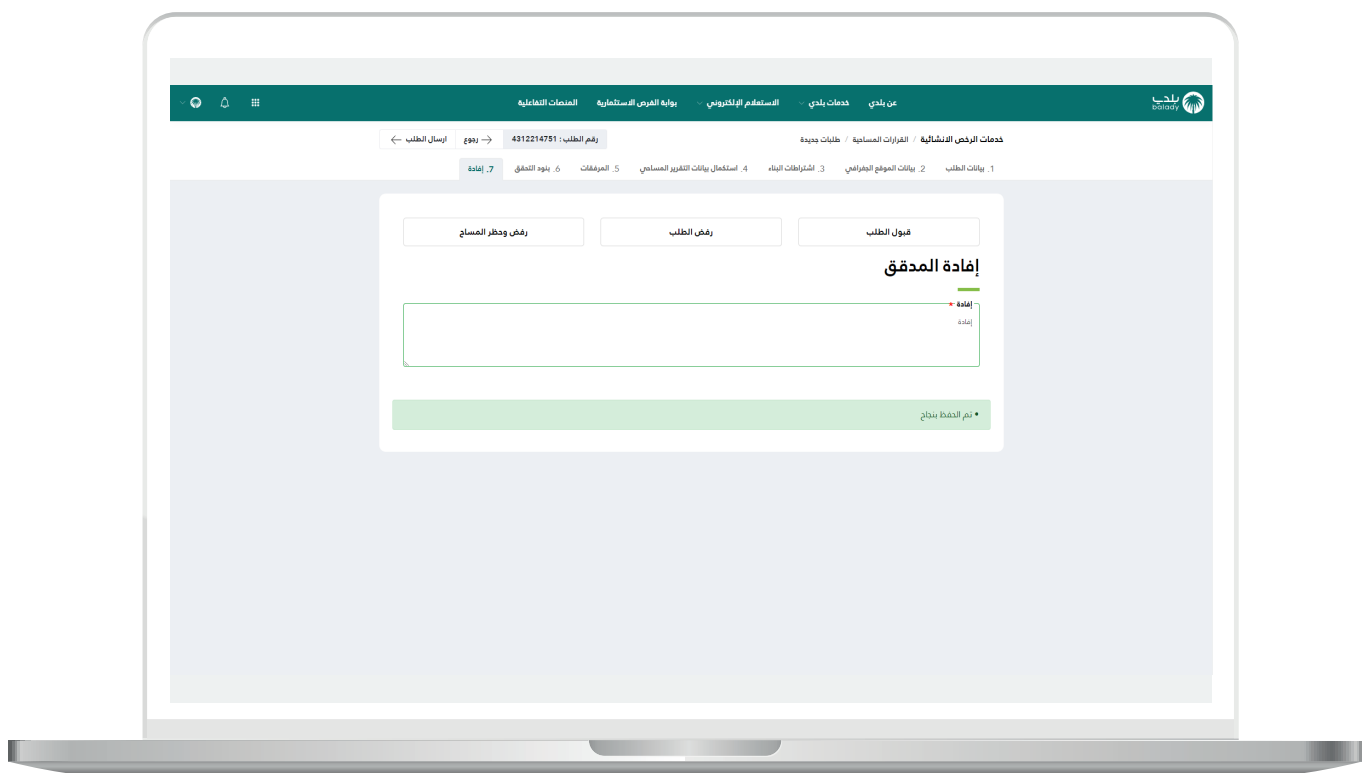 بلدي
balady
عن بلدي
خدمات بلدي
الاستعلام الإلكتروني
بوابة الفرص الاستثمارية
المنصات التفاعلية
خدمات الرخص الانشائية / القرارات المساحية / طلبات جديدة
رقم الطلب : 4312214751
رجوع
ارسال الطلب
1. بيانات الطلب
2. بيانات الموقع الجغرافي
3. اشتراطات البناء
4. استكمال بيانات التقرير المساحي
5. المرفقات
6. بنود التحقق
7. إفادة
قبول الطلب
رفض الطلب
رفض وحظر المساح
إفادة المدقق
إفادة *
إفادة
• تم الحفظ بنجاح